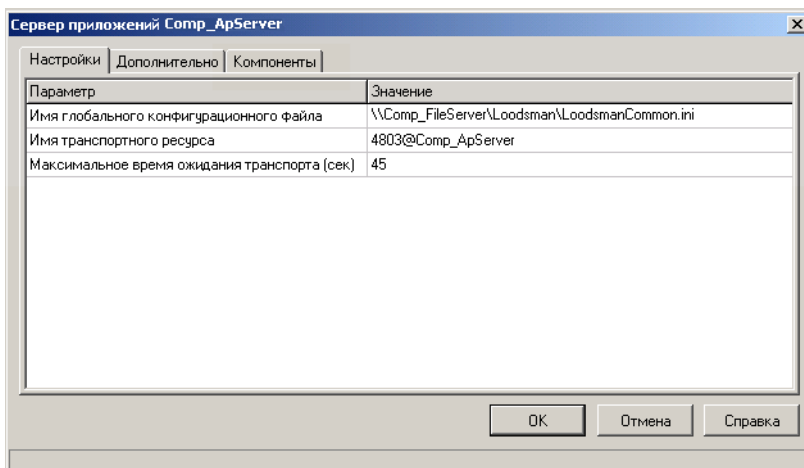 Сервер приложений Comp_ApServer
Настройки Дополнительно Компоненты
Параметр Значение
Имя глобального конфигурационного файла \\Comp_FileServer\Loodsman\LoodsmanCommon.ini
Имя транспортного ресурса 4803@Comp_ApServer
Максимальное время ожидания транспорта (сек) 45
OK Отмена Справка